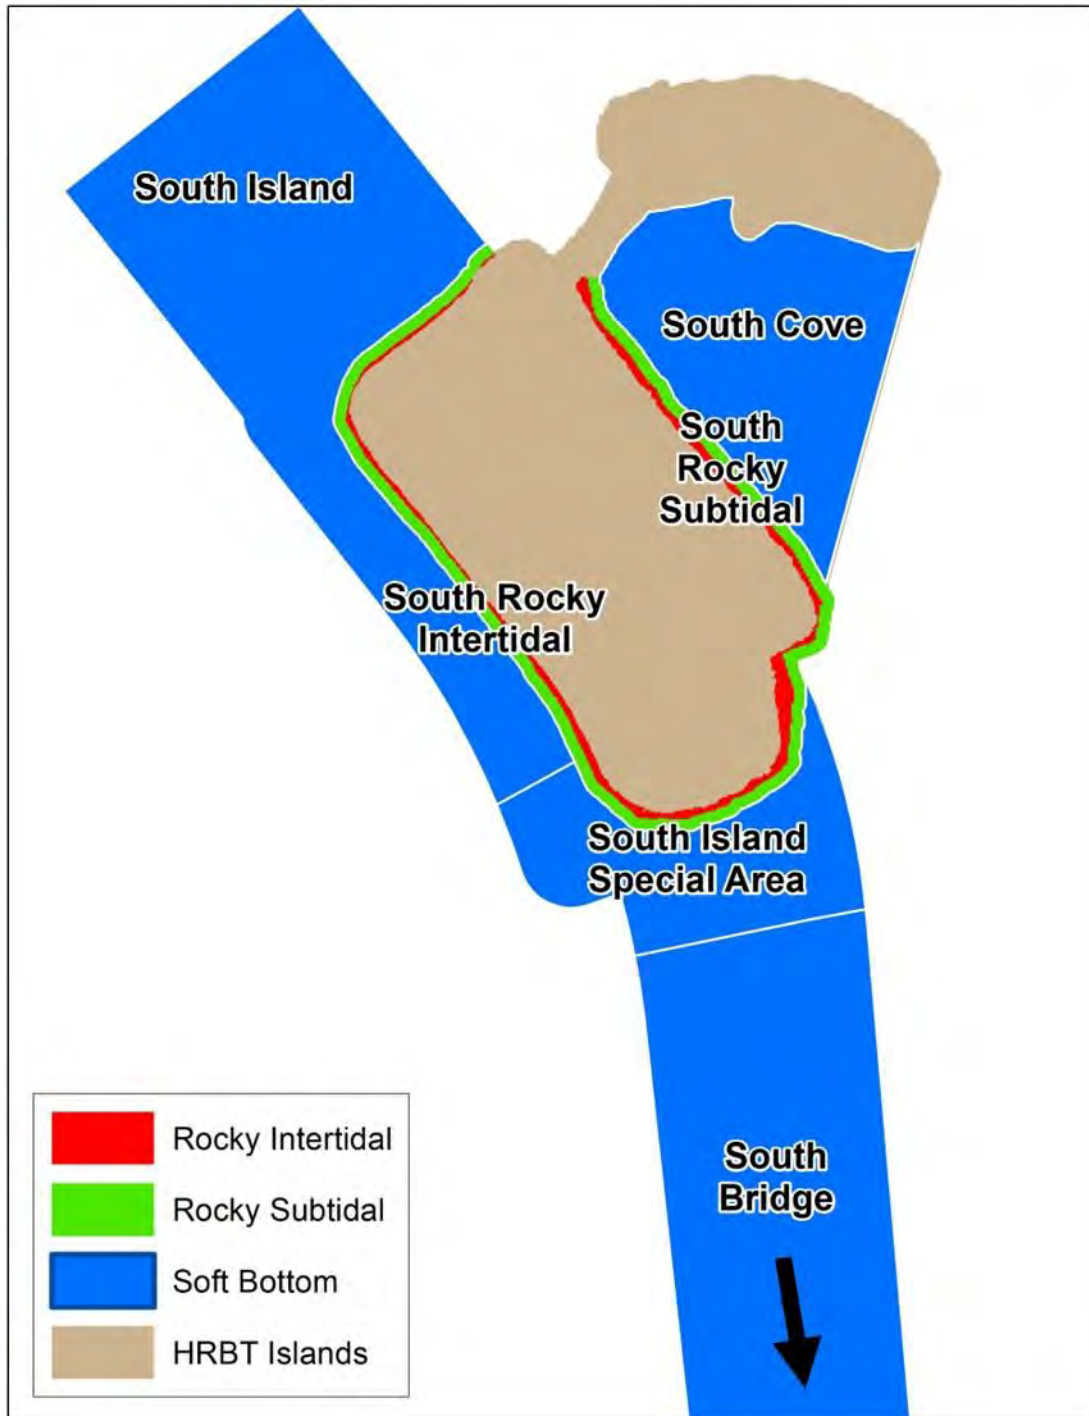 South Island
South Cove
South
Rocky
Subtidal
South Rocky
Intertidal
South Island
Special Area
South
Bridge
Rocky Intertidal
Rocky Subtidal
Soft Bottom
HRBT Islands